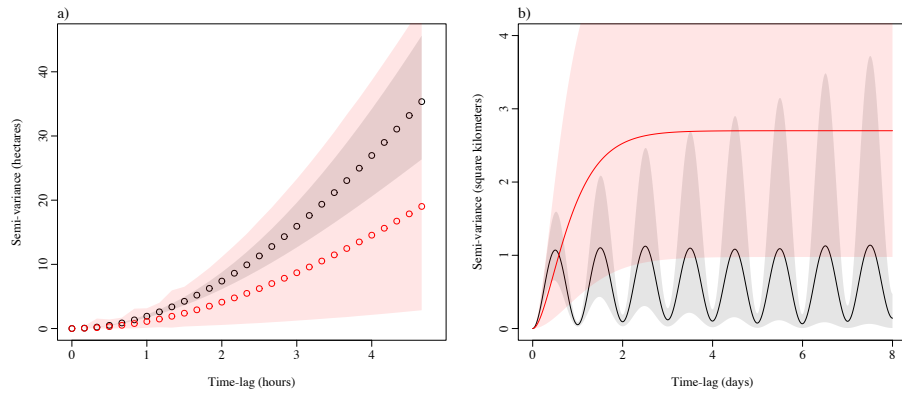 a)
Semi-variance (hectares)
0 10 20 30 40
0 1 2 3 4
Time-lag (hours)
b)
Semi-variance (square kilometers)
0 1 2 3 4
0 2 4 6 8
Time-lag (days)